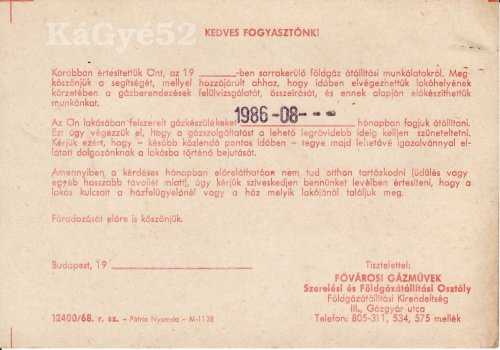 KáGyé52
KEDVES FOGYASZTÓNK!
Korábban értesítettük Önt, az 19 ______-ben sorrakerülő földgáz átállítási munkálatokról. Meg
köszönjük a segítségét, mellyel hozzájárult ahhoz, hogy időben elvégezhettük lakóhelyének
körzetében a gázberendezések felülvizsgálatát, összeírását, és ennek alapján előkészíthettük
munkánkat.
Az Ön lakásában felszerelt gázkészülékeket 1986 -08- - - hónapban fogjuk átállítani.
Ezt úgy végezzük el, hogy a gázszolgáltatást a lehető legrövidebb ideig kelljen szüneteltetni.
Kérjük ezért, hogy – később közlendő pontos időben – tegye majd lehetővé igazolvánnyal el-
látott dolgozónknak a lakásba történő bejutását.
Amennyiben a kérdéses hónapban előreláthatóan nem tud otthon tartózkodni (üdülés vagy
egyéb hosszabb távollét miatt), úgy kérjük szíveskedjen bennünket levélben értesíteni, hogy a
lakás kulcsait a házfelügyelőnél vagy a ház melyik lakójánál találjuk meg.
Fáradozását előre is köszönjük.
Budapest, 19 ____________
Tisztelettel:
FŐVÁROSI GÁZMŰVEK
Szerelési és Földgázátállítási Osztály
Földgázátállítási Kirendeltség
III., Gázgyár utca
Telefon: 805-311, 534, 575 mellék
12400/68. r. sz. – Pátria Nyomda – M-1138